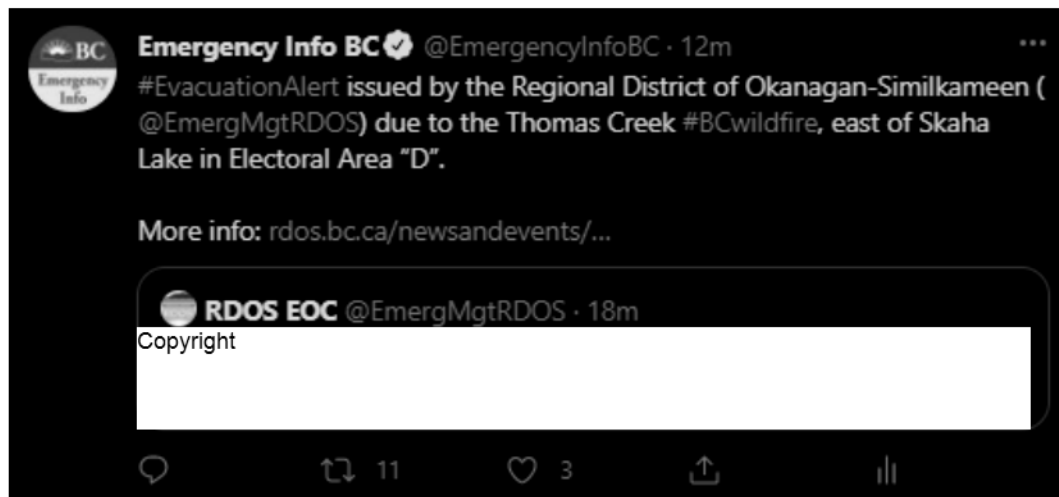 BC
Emergency
Info
Emergency Info BC @EmergencyInfoBC · 12m
#EvacuationAlert issued by the Regional District of Okanagan-Similkameen (
@EmergMgtRDOS) due to the Thomas Creek #BCwildfire, east of Skaha
Lake in Electoral Area “D”.
More info: rdos.bc.ca/newsandevents/...
RDOS EOC @EmergMgtRDOS · 18m
Copyright
11 3